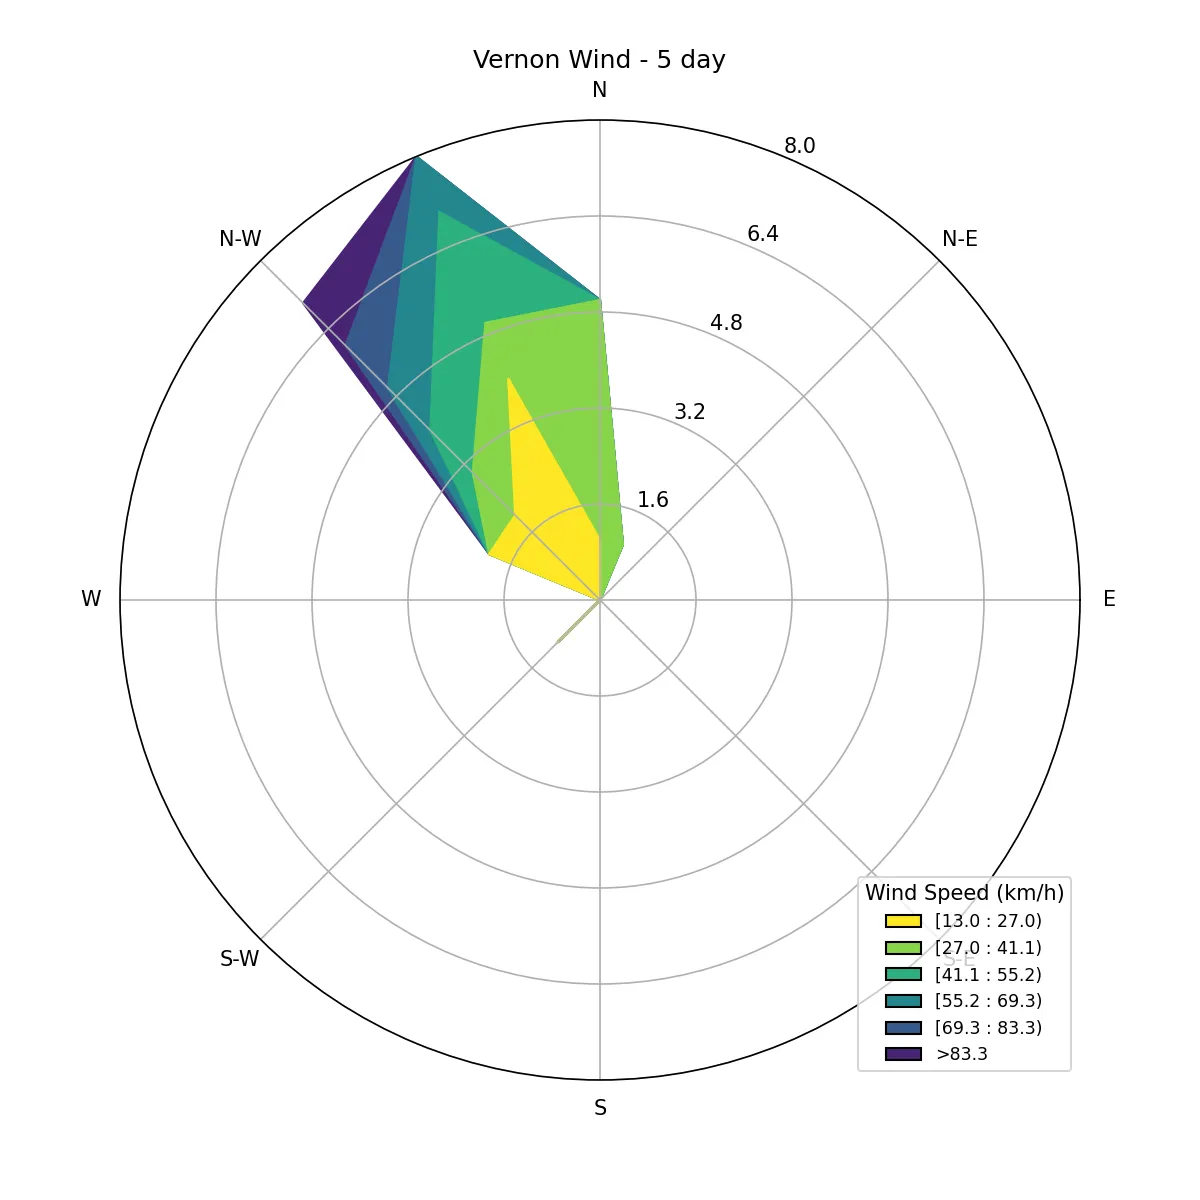 Vernon Wind - 5 day
N
8.0
N-W
N-E
6.4
4.8
3.2
1.6
W
E
Wind Speed (km/h)
[13.0 : 27.0)
[27.0 : 41.1)
S-W
S-E
[41.1 : 55.2)
[55.2 : 69.3)
[69.3 : 83.3)
>83.3
S